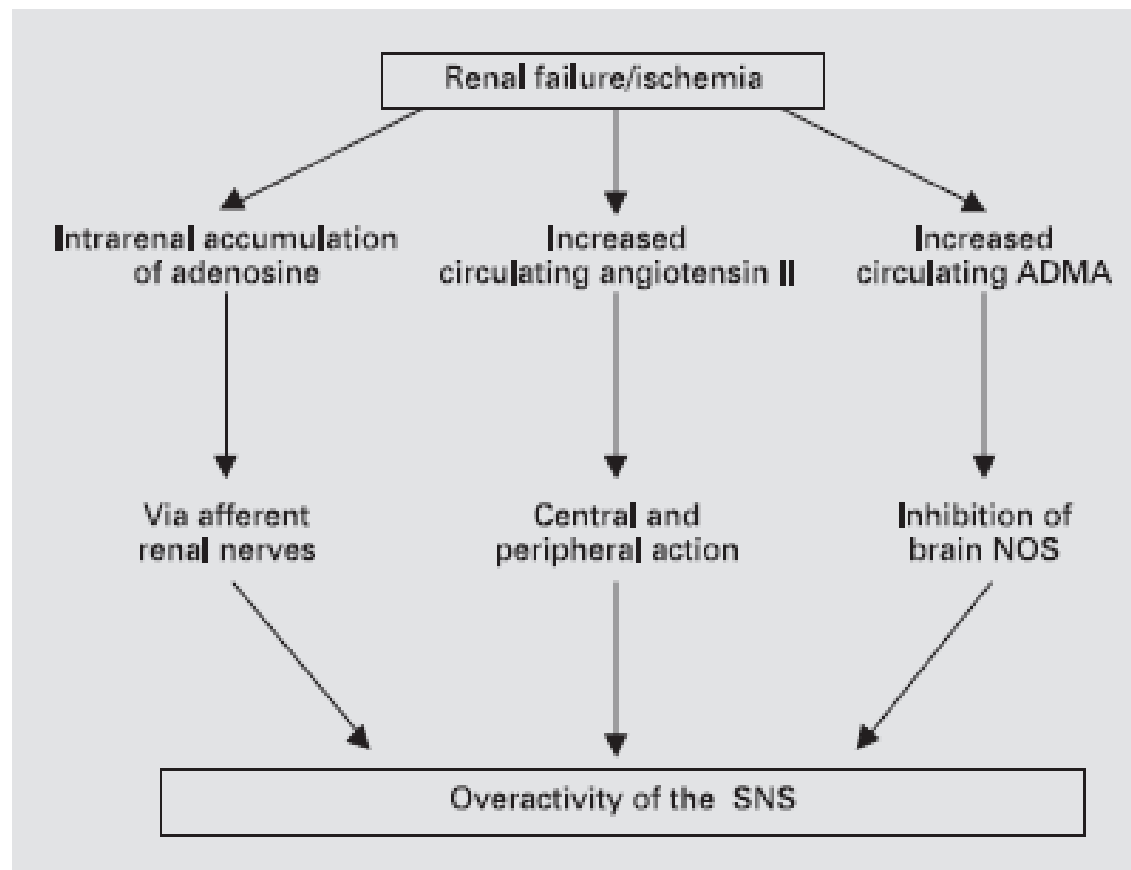 Renal failure/ischemia
Intrarenal accumulation
of adenosine
Increased
circulating angiotensin II
Increased
circulating ADMA
Via afferent
renal nerves
Central and
peripheral action
Inhibition of
brain NOS
Overactivity of the SNS